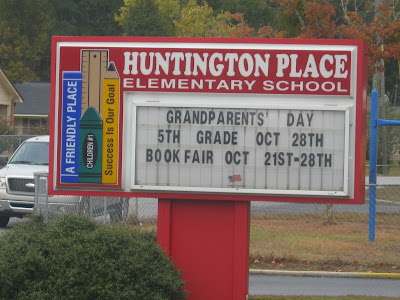 HUNTINGTON PLACE
ELEMENTARY SCHOOL
A FRIENDLY PLACE
CHILDREN #1
Success Is Our Goal
GRANDPARENTS' DAY
5TH GRADE OCT 28TH
BOOK FAIR OCT 21ST-28TH